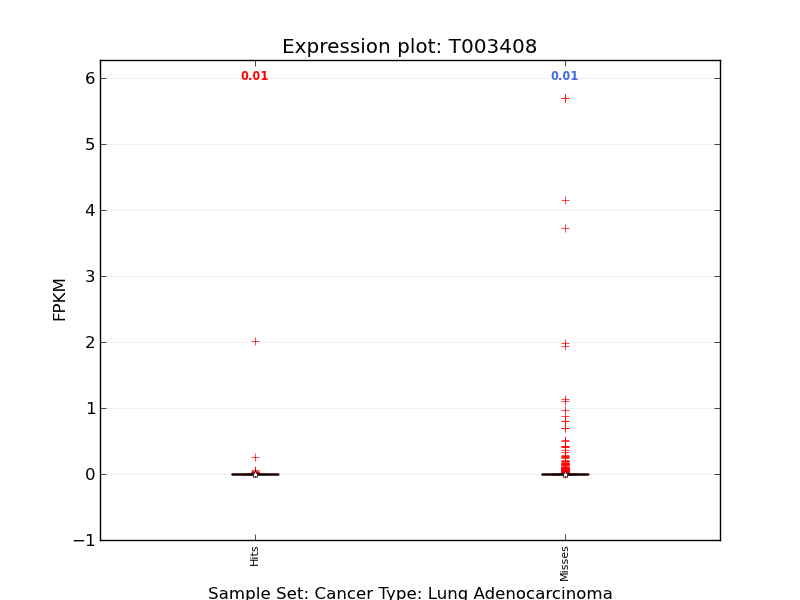 Expression plot: T003408
0.01 0.01
6
5
4
3
2
1
0
−1
FPKM
Hits Misses
Sample Set: Cancer Type: Lung Adenocarcinoma